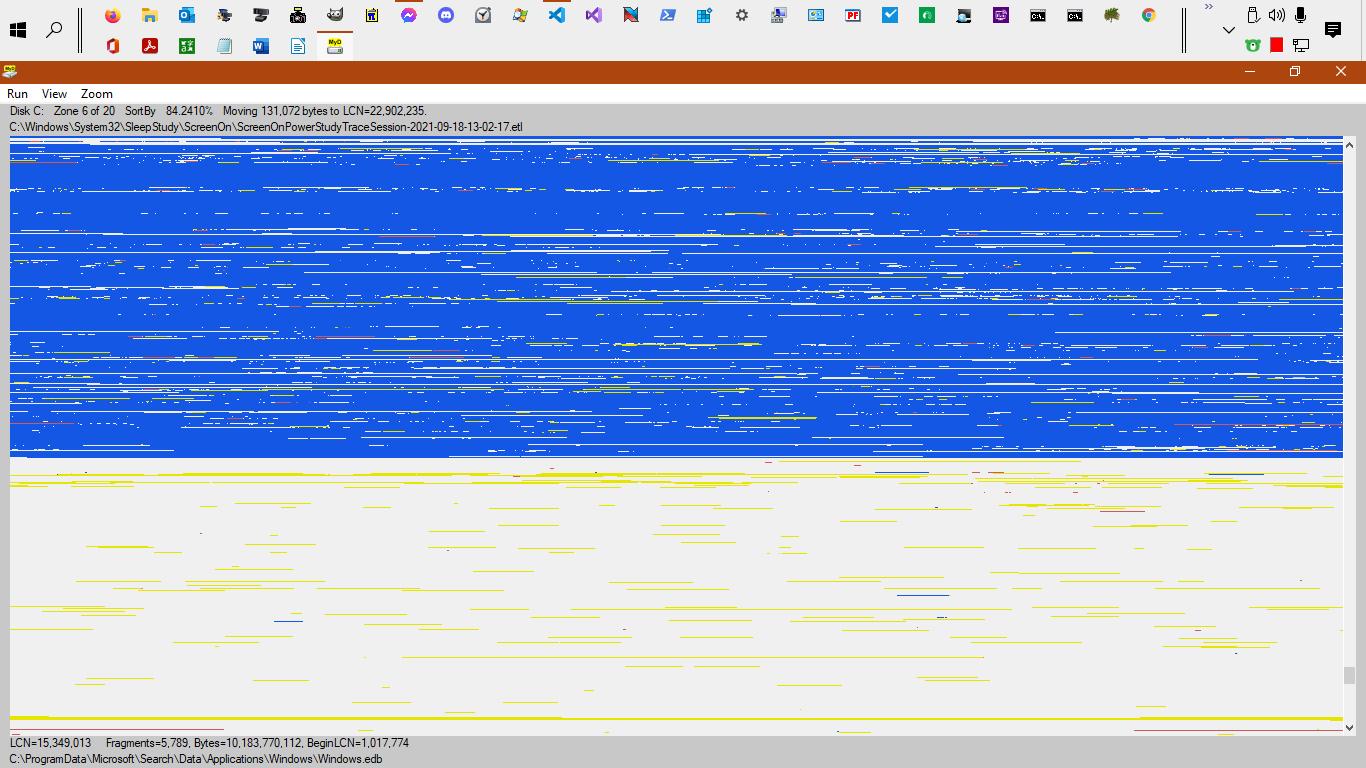 PF
C:\.
C:\.
MyD
Run View Zoom
Disk C: Zone 6 of 20 SortBy 84.2410% Moving 131,072 bytes to LCN=22,902,235.
C:\Windows\System32\SleepStudy\ScreenOn\ScreenOnPowerStudyTraceSession-2021-09-18-13-02-17.etl
LCN=15,349,013 Fragments=5,789, Bytes=10,183,770,112, BeginLCN=1,017,774
C:\ProgramData\Microsoft\Search\Data\Applications\Windows\Windows.edb